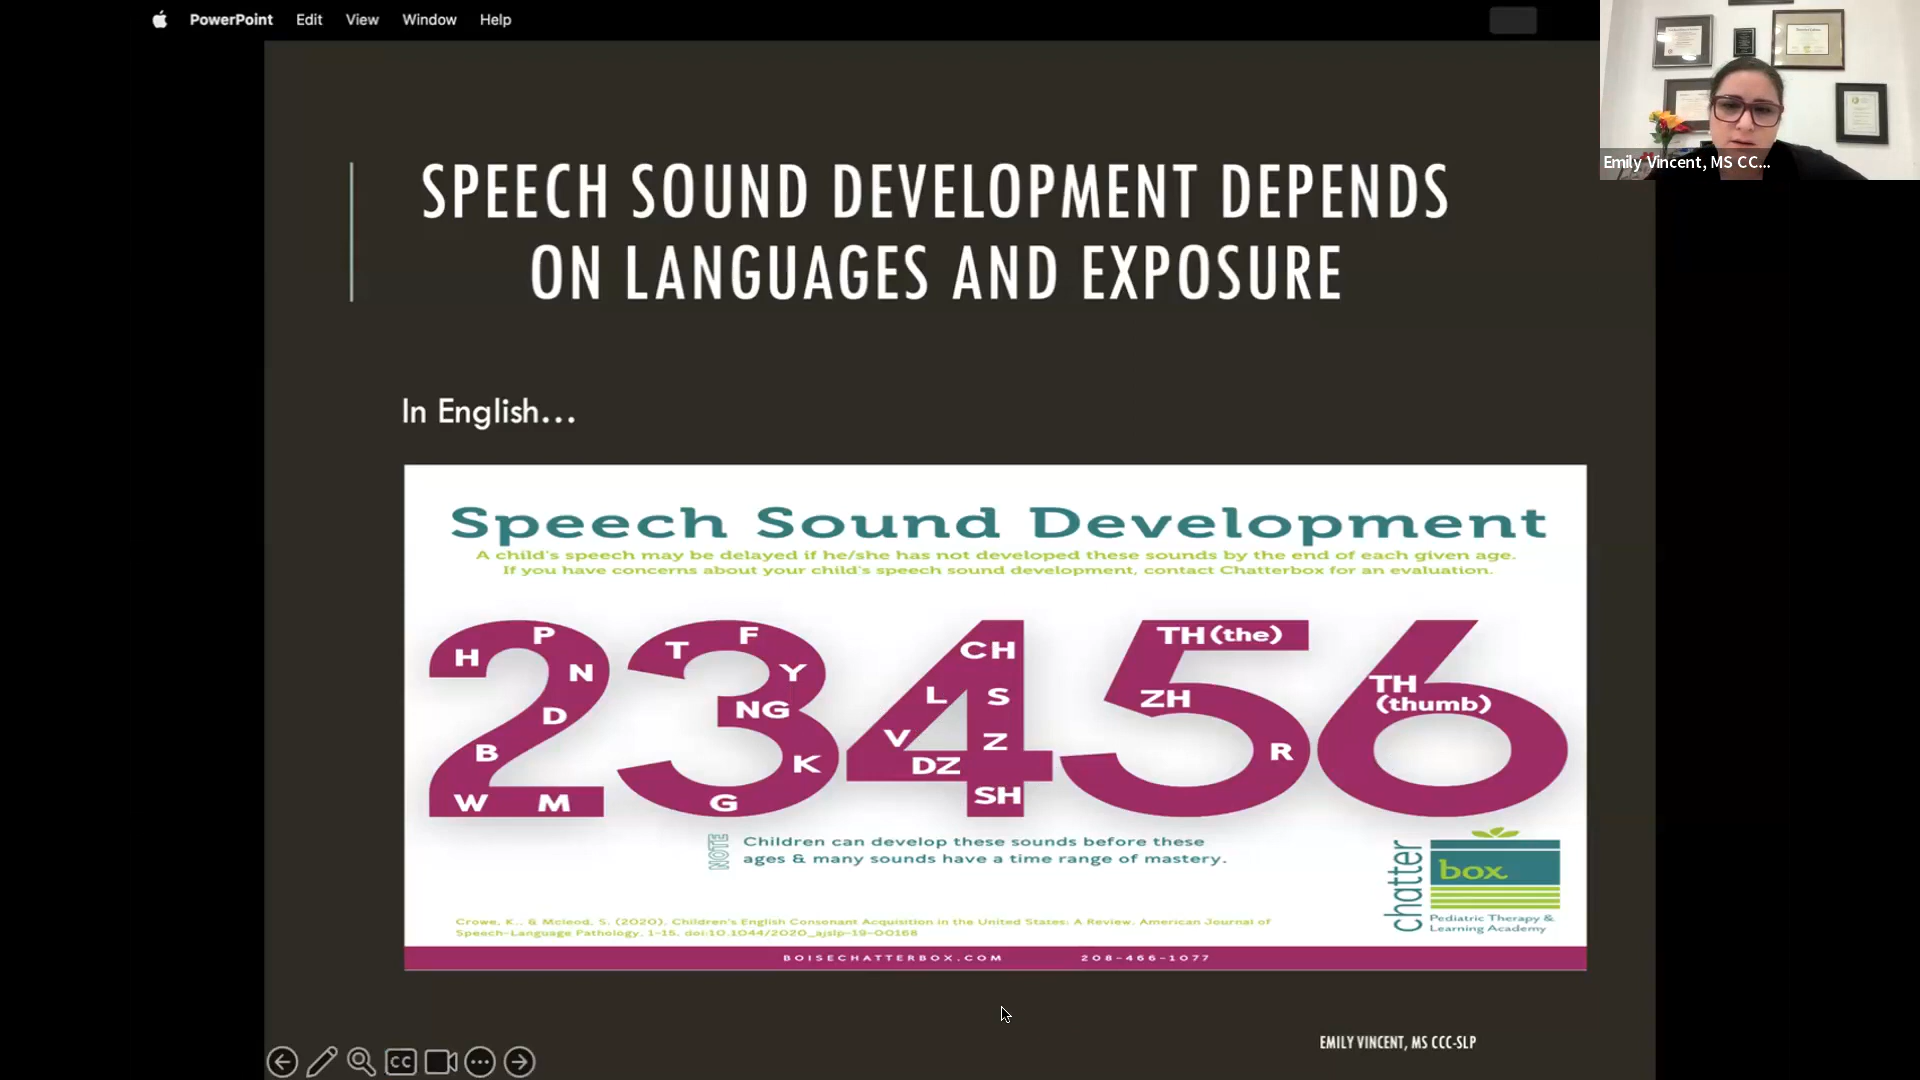 PowerPoint Edit View Window Help
Emily Vincent, MS CC...
SPEECH SOUND DEVELOPMENT DEPENDS
ON LANGUAGES AND EXPOSURE
In English...
Speech Sound Development
A child's speech may be delayed if he/she has not developed these sounds by the end of each given age.
If you have concerns about your child's speech sound development, contact Chatterbox for an evaluation.
2
H P N D B W M
3
T F Y NG K G
4
CH L S V Z DZ SH
5
TH (the)
ZH
R
6
TH
(thumb)
NOTE
Children can develop these sounds before these
ages & many sounds have a time range of mastery.
chatter
box
Pediatric Therapy &
Learning Academy
Crowe, K., & Mcleod, S. (2020). Children's English Consonant Acquisition in the United States: A Review. American Journal of
Speech-Language Pathology, 1-15. doi:10.1044/2020_ajslp-19-00168
BOISECHATTERBOX.COM 208-466-1077
EMILY VINCENT, MS CCC-SLP
CC